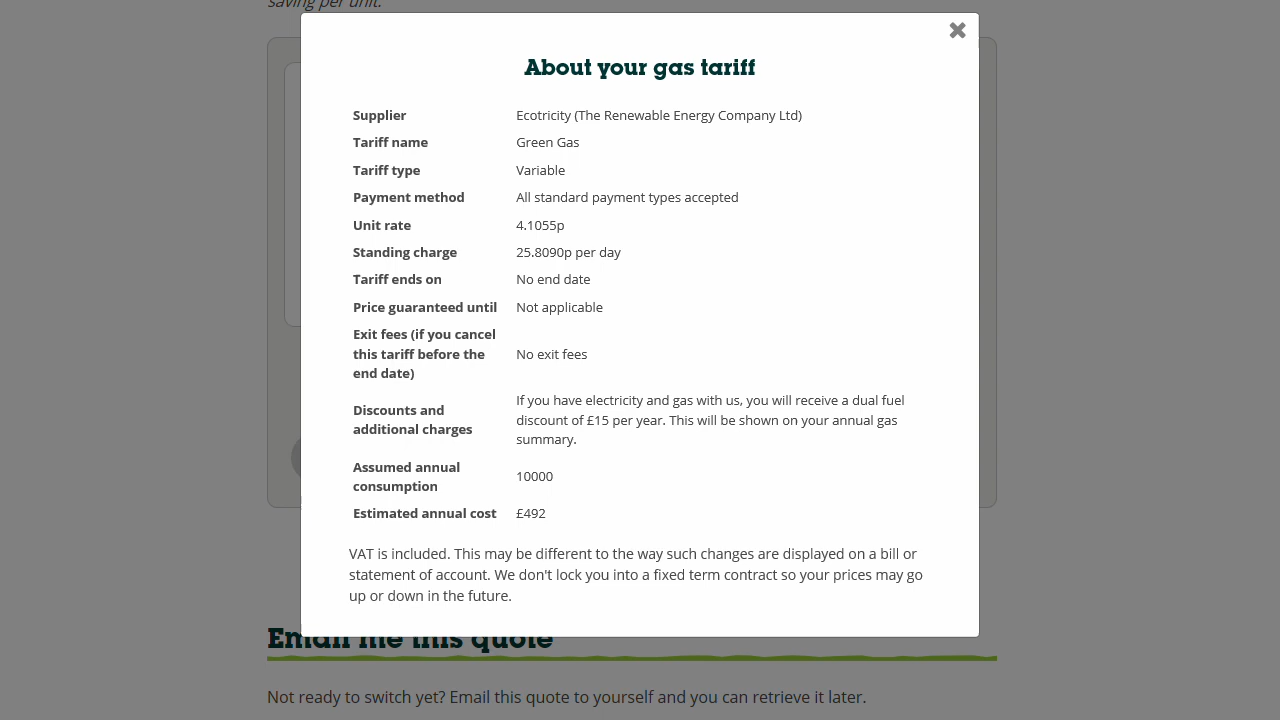 saving per unit.
About your gas tariff
Supplier Ecotricity (The Renewable Energy Company Ltd)
Tariff name Green Gas
Tariff type Variable
Payment method All standard payment types accepted
Unit rate 4.1055p
Standing charge 25.8090p per day
Tariff ends on No end date
Price guaranteed until Not applicable
Exit fees (if you cancel
this tariff before the
end date)
No exit fees
Discounts and
additional charges
If you have electricity and gas with us, you will receive a dual fuel
discount of £15 per year. This will be shown on your annual gas
summary.
Assumed annual
consumption
10000
Estimated annual cost £492
VAT is included. This may be different to the way such changes are displayed on a bill or
statement of account. We don't lock you into a fixed term contract so your prices may go
up or down in the future.
Email me this quote
Not ready to switch yet? Email this quote to yourself and you can retrieve it later.